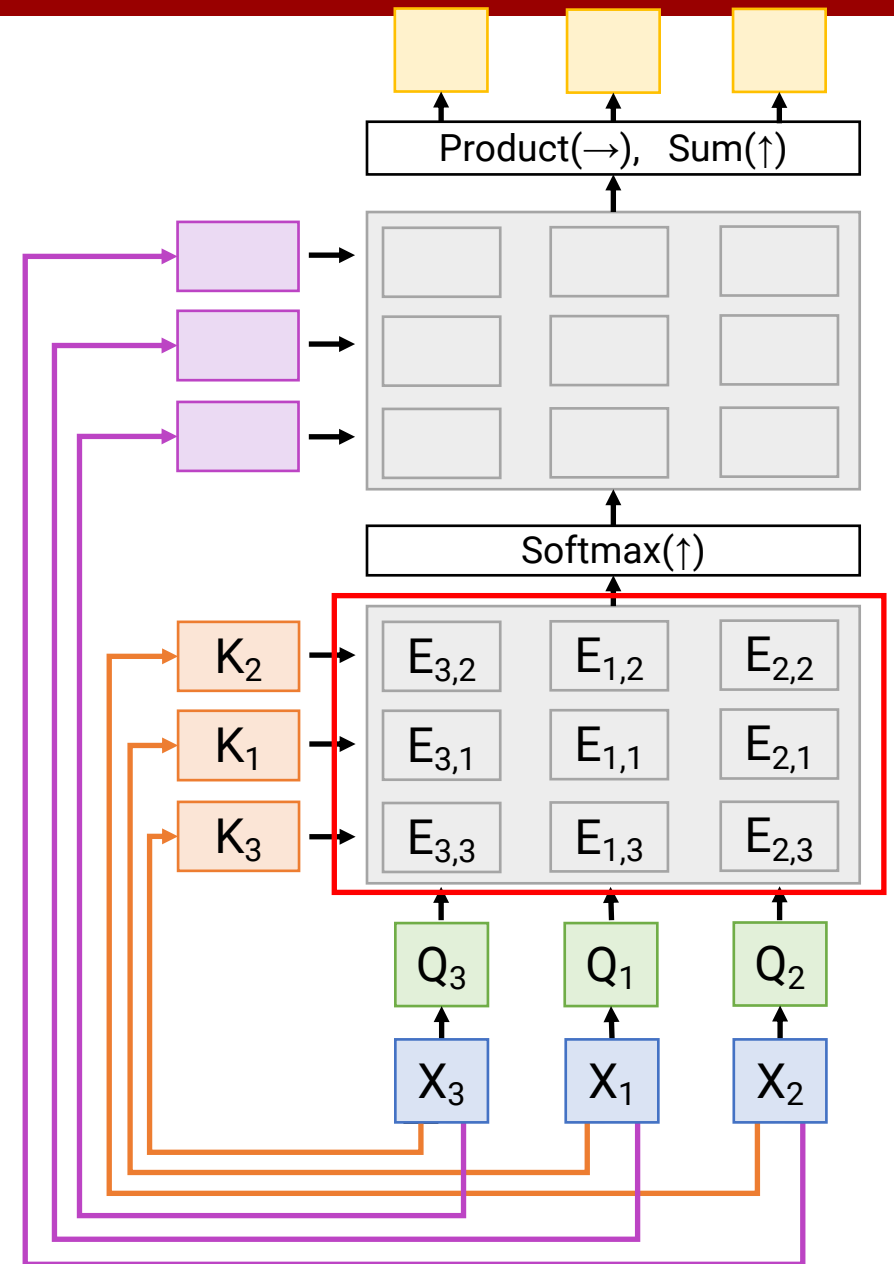 Product(→), Sum(↑)
Softmax(↑)
K₂ E₃,₂ E₁,₂ E₂,₂
K₁ E₃,₁ E₁,₁ E₂,₁
K₃ E₃,₃ E₁,₃ E₂,₃
Q₃ Q₁ Q₂
X₃ X₁ X₂